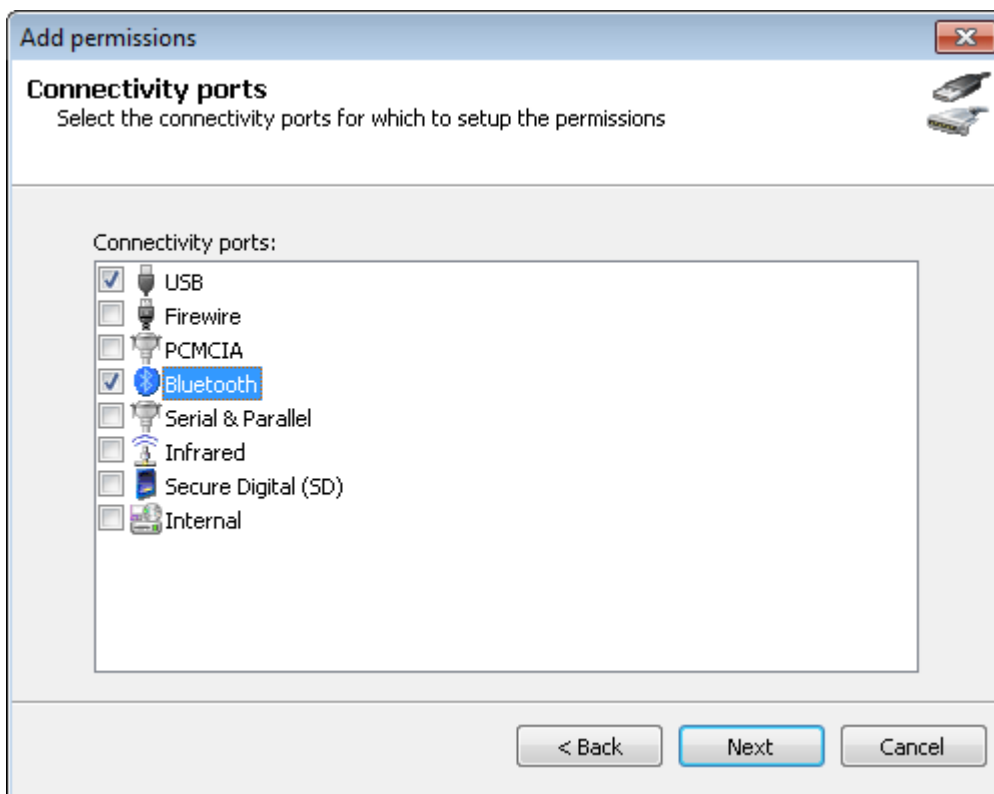 Add permissions
Connectivity ports
Select the connectivity ports for which to setup the permissions
Connectivity ports:
USB
Firewire
PCMCIA
Bluetooth
Serial & Parallel
Infrared
Secure Digital (SD)
Internal
< Back Next Cancel